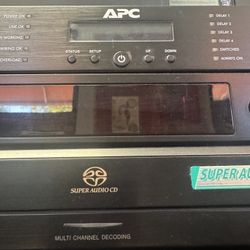 POWER OK
APC
DELAY 1
LINE OK
DELAY 2
DELAY 3
WIRING OK
DELAY 4
OVERLOAD
STATUS
SETUP
UP
DOWN
SWITCHED
ALWAYS ON
SUPER AUDIO CD
SUPER AU
MULTI CHANNEL DECODING